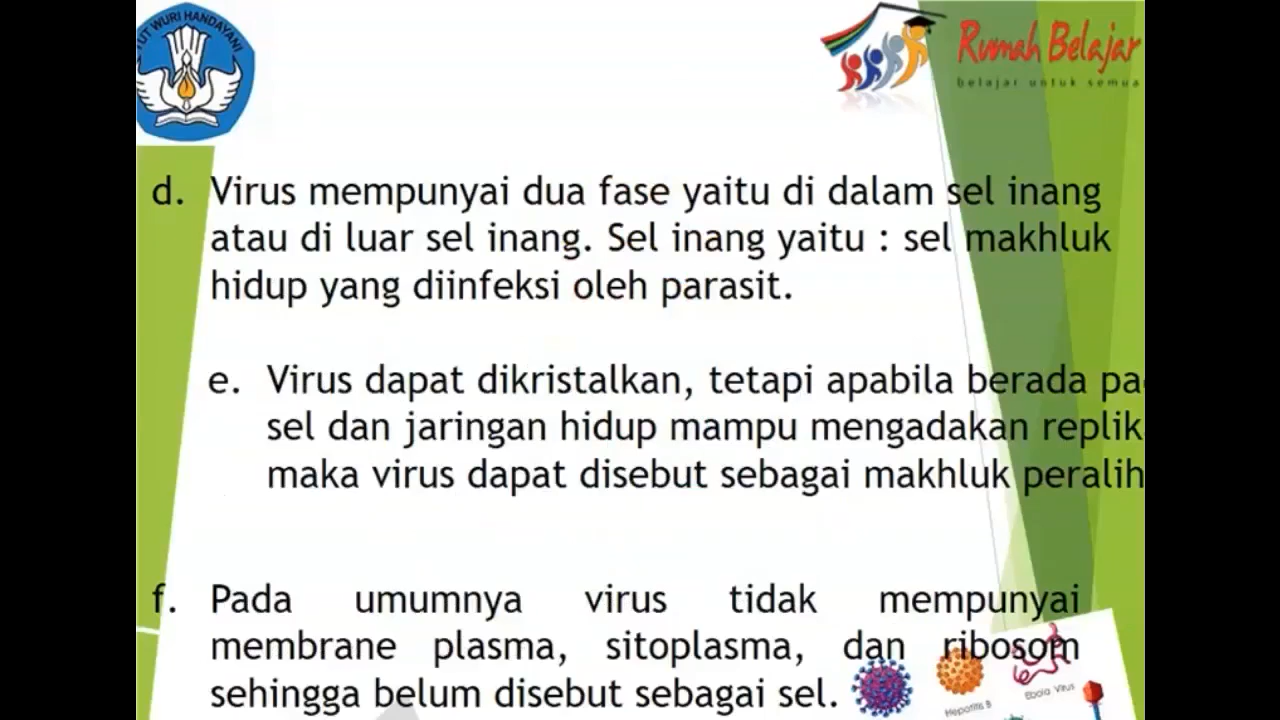 TUT WURI HANDAYANI
Rumah Belajar
belajar untuk semua
d. Virus mempunyai dua fase yaitu di dalam sel inang
atau di luar sel inang. Sel inang yaitu : sel makhluk
hidup yang diinfeksi oleh parasit.
e. Virus dapat dikristalkan, tetapi apabila berada pa
sel dan jaringan hidup mampu mengadakan replik
maka virus dapat disebut sebagai makhluk peralih
f. Pada umumnya virus tidak mempunyai
membrane plasma, sitoplasma, dan ribosom
sehingga belum disebut sebagai sel.
Hepatitis B
Ebola Virus